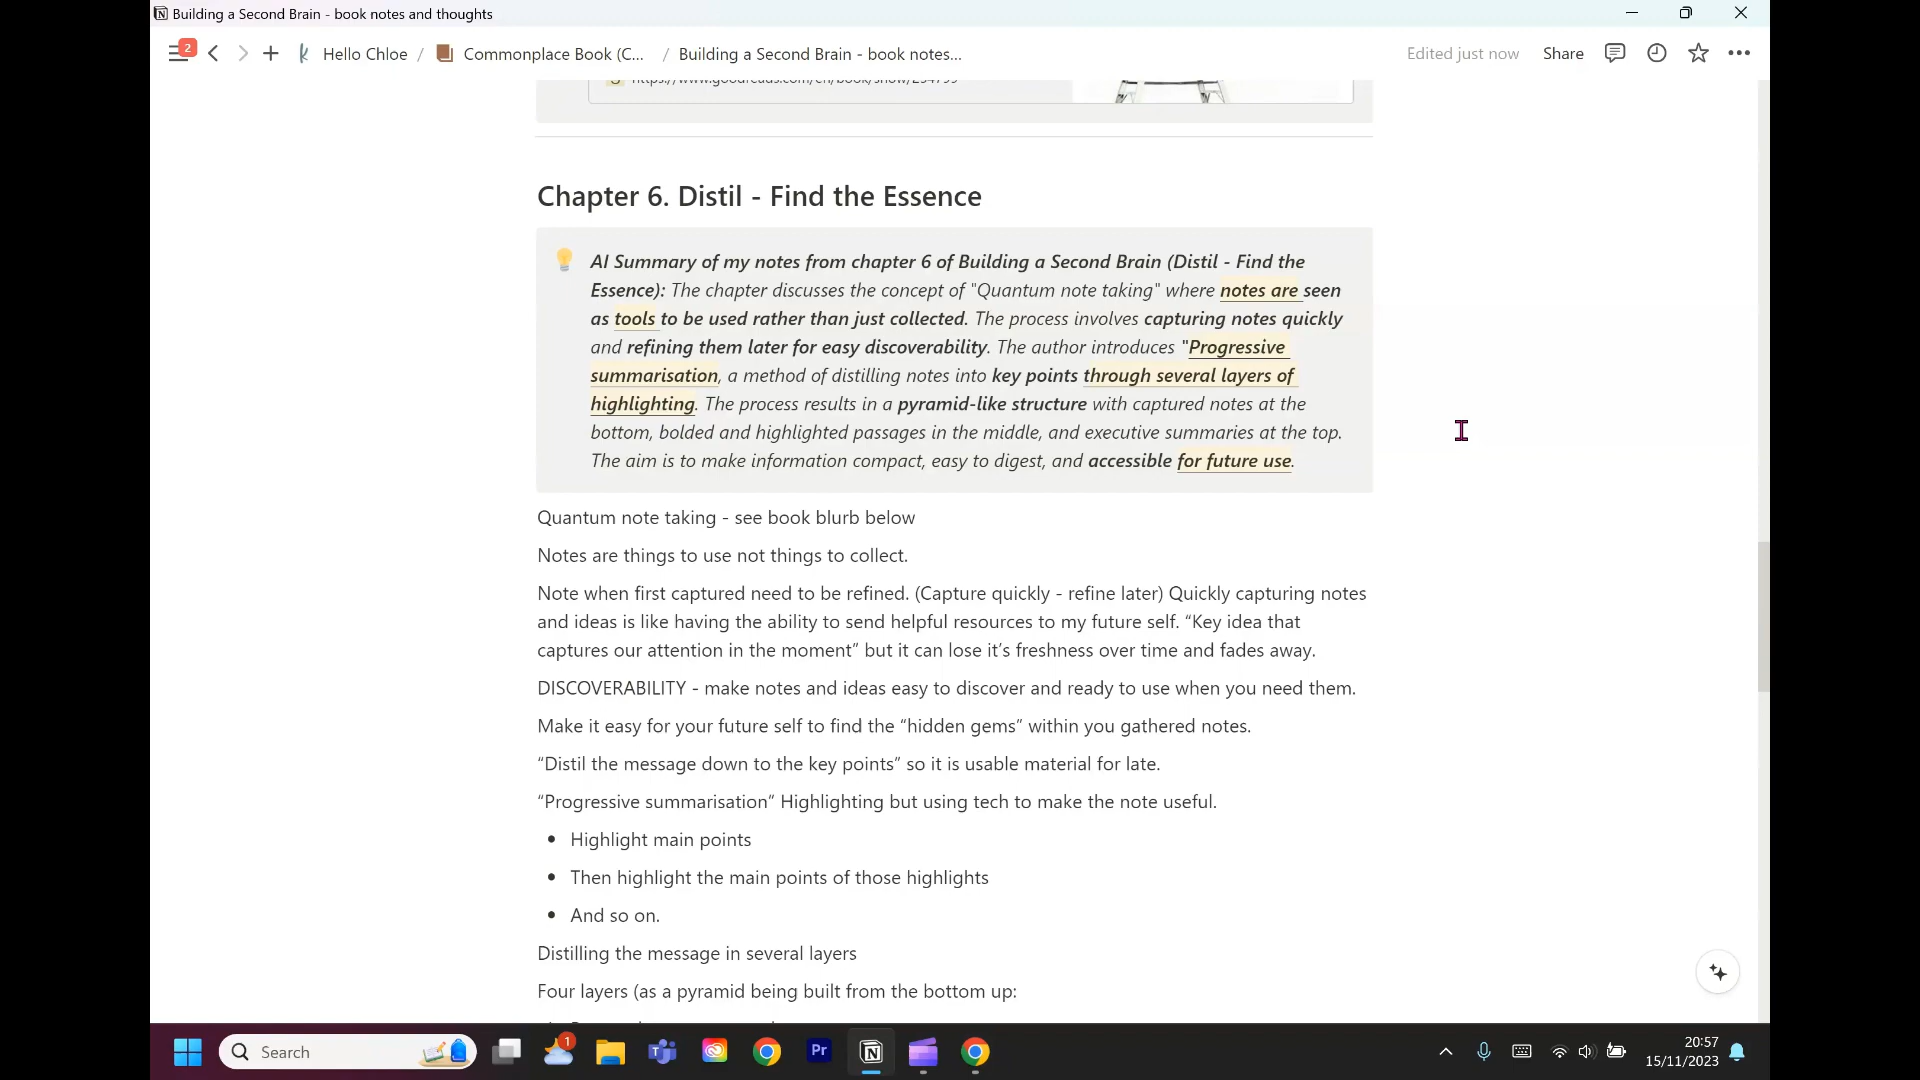 Building a Second Brain - book notes and thoughts
2
Hello Chloe / Commonplace Book (C... / Building a Second Brain - book notes...
Edited just now Share
https://www.goodreads.com/en/book/show/234799
Chapter 6. Distil - Find the Essence
AI Summary of my notes from chapter 6 of Building a Second Brain (Distil - Find the
Essence): The chapter discusses the concept of "Quantum note taking" where notes are seen
as tools to be used rather than just collected. The process involves capturing notes quickly
and refining them later for easy discoverability. The author introduces "Progressive
summarisation, a method of distilling notes into key points through several layers of
highlighting. The process results in a pyramid-like structure with captured notes at the
bottom, bolded and highlighted passages in the middle, and executive summaries at the top.
The aim is to make information compact, easy to digest, and accessible for future use.
Quantum note taking - see book blurb below
Notes are things to use not things to collect.
Note when first captured need to be refined. (Capture quickly - refine later) Quickly capturing notes
and ideas is like having the ability to send helpful resources to my future self. “Key idea that
captures our attention in the moment” but it can lose it’s freshness over time and fades away.
DISCOVERABILITY - make notes and ideas easy to discover and ready to use when you need them.
Make it easy for your future self to find the “hidden gems” within you gathered notes.
“Distil the message down to the key points” so it is usable material for late.
“Progressive summarisation“ Highlighting but using tech to make the note useful.
• Highlight main points
• Then highlight the main points of those highlights
• And so on.
Distilling the message in several layers
Four layers (as a pyramid being built from the bottom up:
Search
1
Pr
20:57
15/11/2023